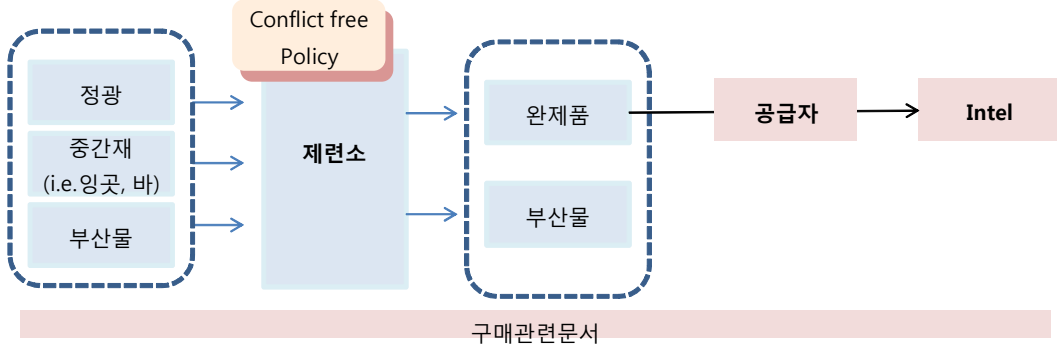 Conflict free
Policy
정광
중간재
(i.e.잉곳, 바)
부산물
제련소
완제품
부산물
공급자
Intel
구매관련문서